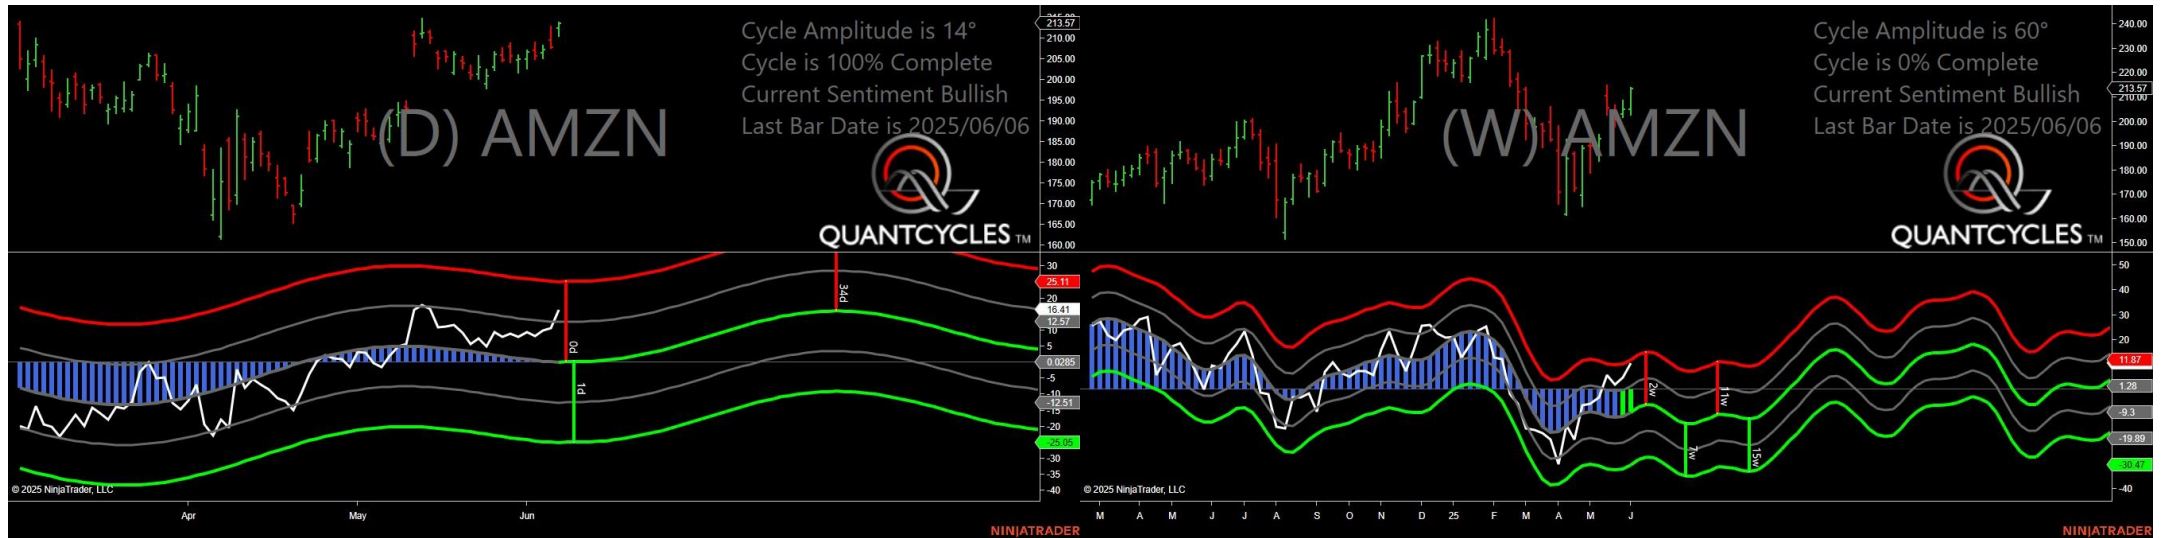 Cycle Amplitude is 14°
Cycle is 100% Complete
Current Sentiment Bullish
Last Bar Date is 2025/06/06
(D) AMZN
QUANTCYCLES TM
215.00
213.57
210.00
205.00
200.00
195.00
190.00
185.00
180.00
175.00
170.00
165.00
160.00
30
25.11
20
16.41
12.57
10
5
0.0285
-5
-10
-12.51
-15
-20
-25.05
-30
-35
-40
0d
1d
34d
© 2025 NinjaTrader, LLC
Apr May Jun
NINJATRADER
Cycle Amplitude is 60°
Cycle is 0% Complete
Current Sentiment Bullish
Last Bar Date is 2025/06/06
(W) AMZN
QUANTCYCLES TM
240.00
230.00
220.00
213.57
210.00
200.00
190.00
180.00
170.00
160.00
150.00
50
40
30
20
11.87
1.28
-9.3
-19.89
-30.47
-40
2w
7w
11w
15w
© 2025 NinjaTrader, LLC
M A M J J A S O N D 25 F M A M J
NINJATRADER